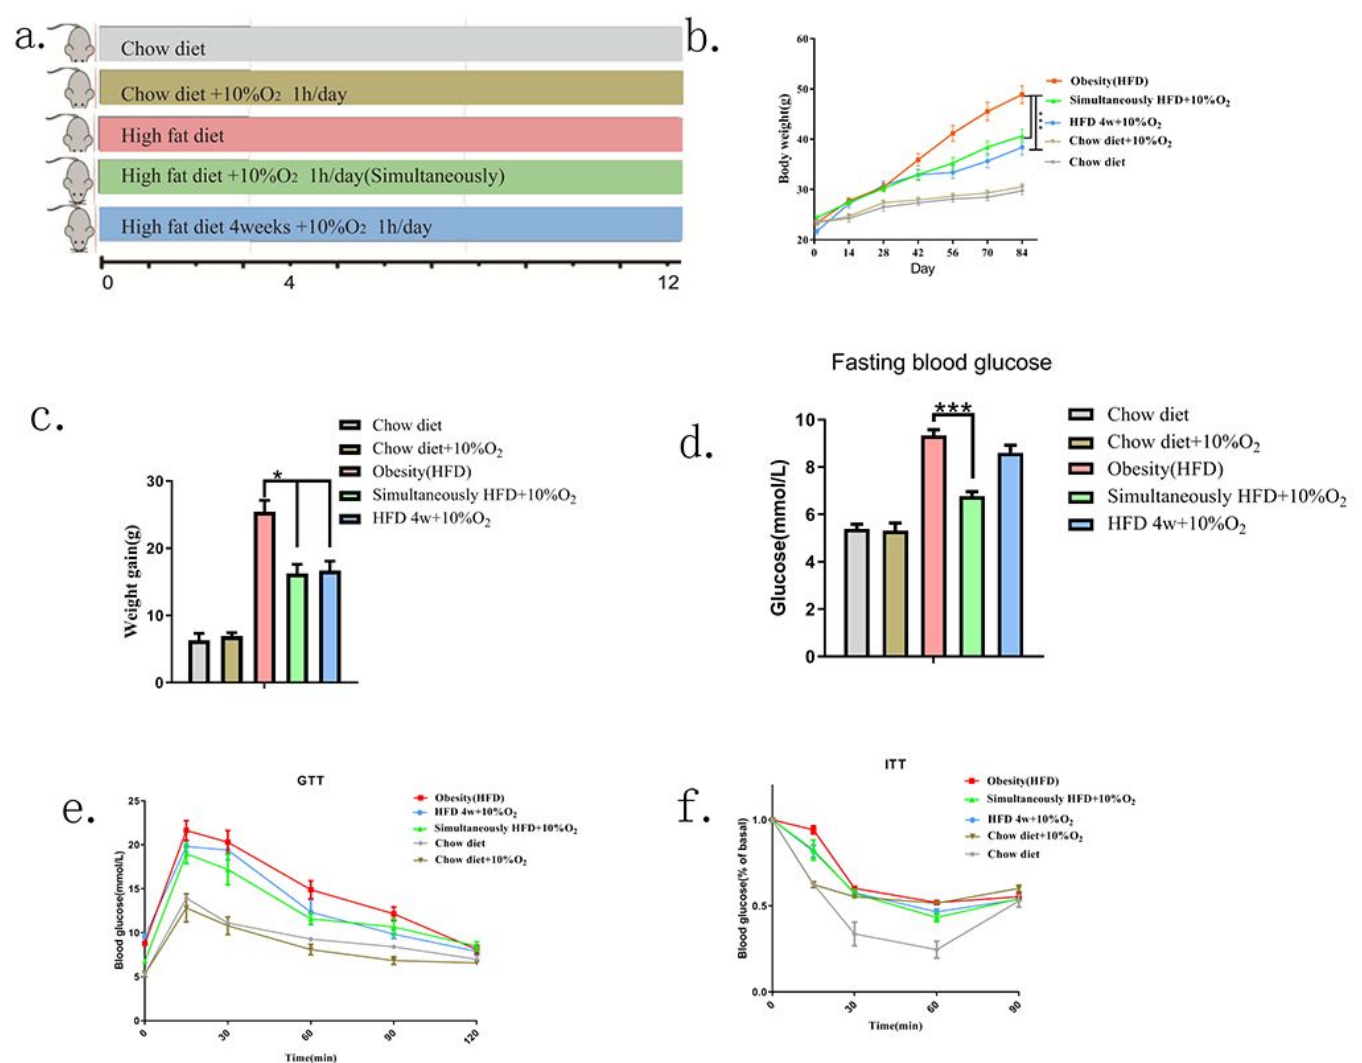 a.
Chow diet
Chow diet +10%O₂ 1h/day
High fat diet
High fat diet +10%O₂ 1h/day(Simultaneously)
High fat diet 4weeks +10%O₂ 1h/day
0 4 12
b.
60
50
40
30
20
Body weight(g)
0 14 28 42 56 70 84
Day
Obesity(HFD)
Simultaneously HFD+10%O₂
HFD 4w+10%O₂
Chow diet+10%O₂
Chow diet
***
c.
Chow diet
Chow diet+10%O₂
Obesity(HFD)
Simultaneously HFD+10%O₂
HFD 4w+10%O₂
*
30
20
10
0
Weight gain(g)
Fasting blood glucose
d.
***
10
8
6
4
2
0
Glucose(mmol/L)
Chow diet
Chow diet+10%O₂
Obesity(HFD)
Simultaneously HFD+10%O₂
HFD 4w+10%O₂
e.
GTT
25
20
15
10
5
0
Blood glucose(mmol/L)
0 30 60 90 120
Time(min)
Obesity(HFD)
HFD 4w+10%O₂
Simultaneously HFD+10%O₂
Chow diet
Chow diet+10%O₂
f.
ITT
1.0
0.5
0.0
Blood glucose(% of basal)
0 30 60 90
Time(min)
Obesity(HFD)
Simultaneously HFD+10%O₂
HFD 4w+10%O₂
Chow diet+10%O₂
Chow diet